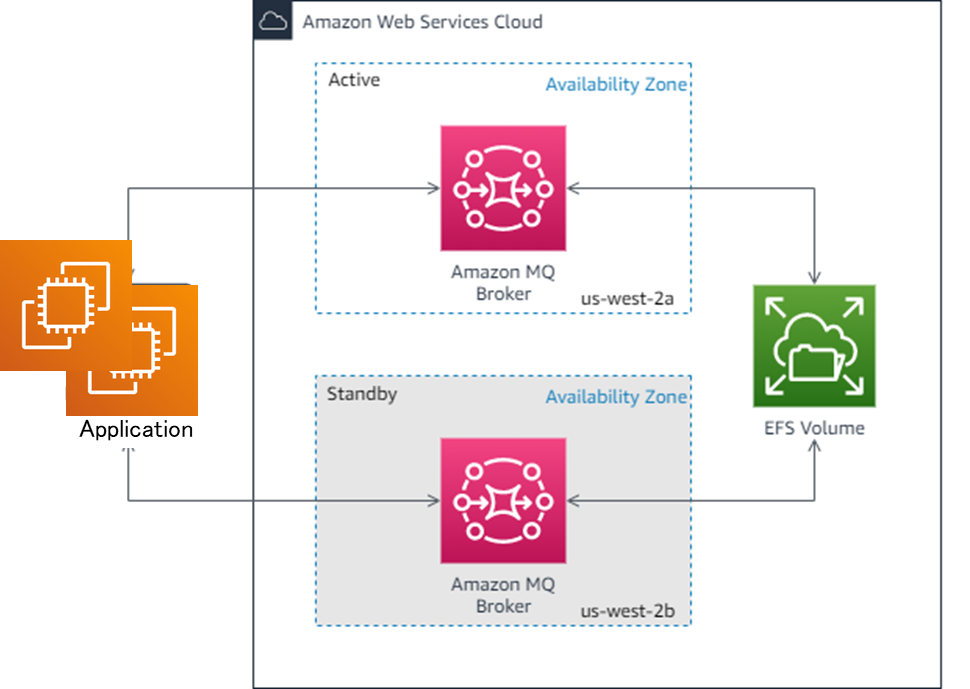 Amazon Web Services Cloud
Active
Availability Zone
Amazon MQ
Broker
us-west-2a
Application
EFS Volume
Standby
Availability Zone
Amazon MQ
Broker
us-west-2b